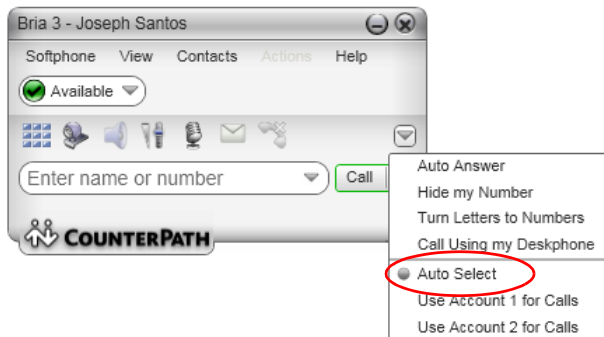 Bria 3 - Joseph Santos
Softphone View Contacts Actions Help
Available
Enter name or number
Call
COUNTERPATH
Auto Answer
Hide my Number
Turn Letters to Numbers
Call Using my Deskphone
Auto Select
Use Account 1 for Calls
Use Account 2 for Calls